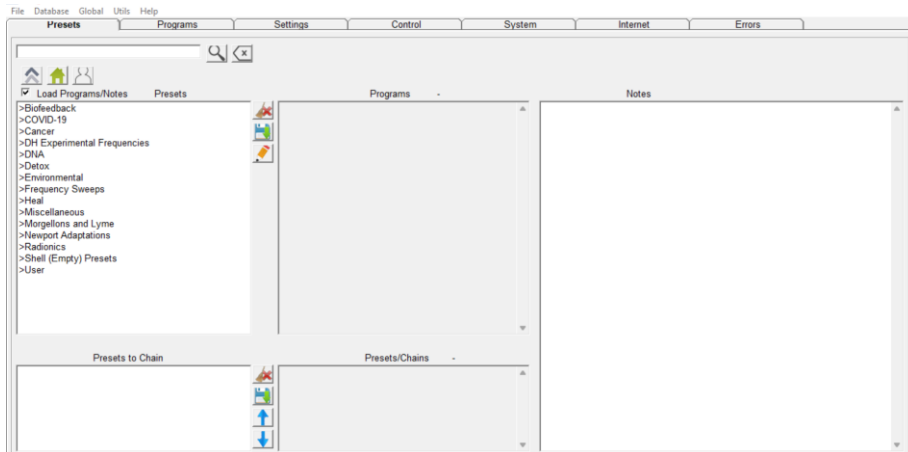 File Database Global Utils Help
Presets Programs Settings Control System Internet Errors
x
Load Programs/Notes Presets Programs - Notes
>Biofeedback
>COVID-19
>Cancer
>DH Experimental Frequencies
>DNA
>Detox
>Environmental
>Frequency Sweeps
>Heal
>Miscellaneous
>Morgellons and Lyme
>Newport Adaptations
>Radionics
>Shell (Empty) Presets
>User
Presets to Chain Presets/Chains -